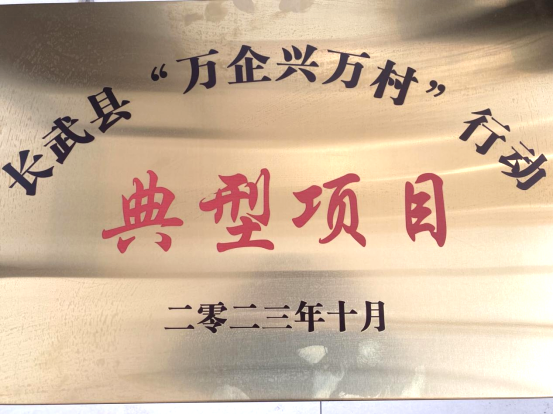 长武县“万企兴万村”行动
典型项目
二零二三年十月